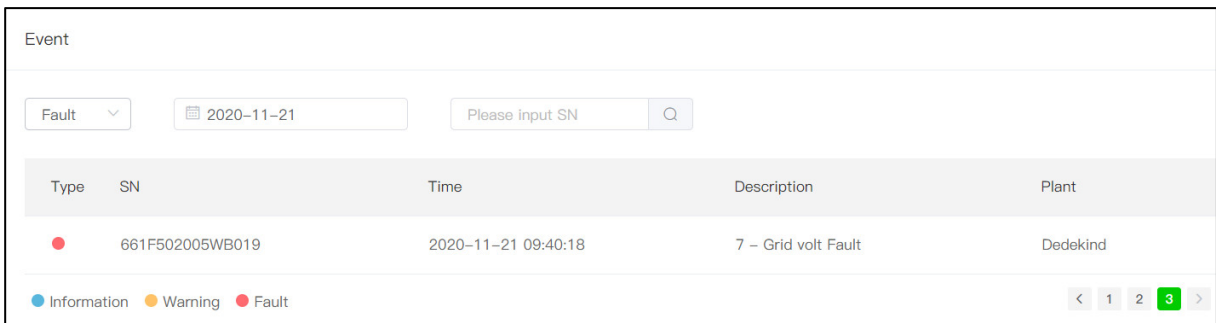 Event
Fault 2020-11-21 Please input SN
Type SN Time Description Plant
661F502005WB019 2020-11-21 09:40:18 7 - Grid volt Fault Dedekind
Information Warning Fault < 1 2 3 >